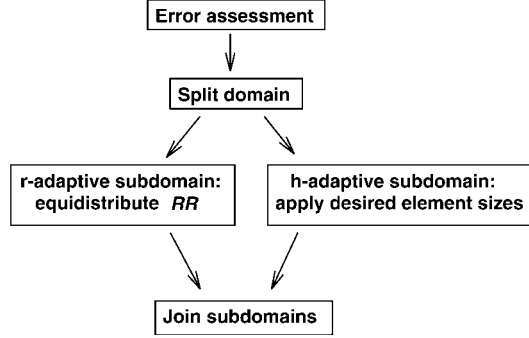 Error assessment
Split domain
r-adaptive subdomain:
equidistribute RR
h-adaptive subdomain:
apply desired element sizes
Join subdomains